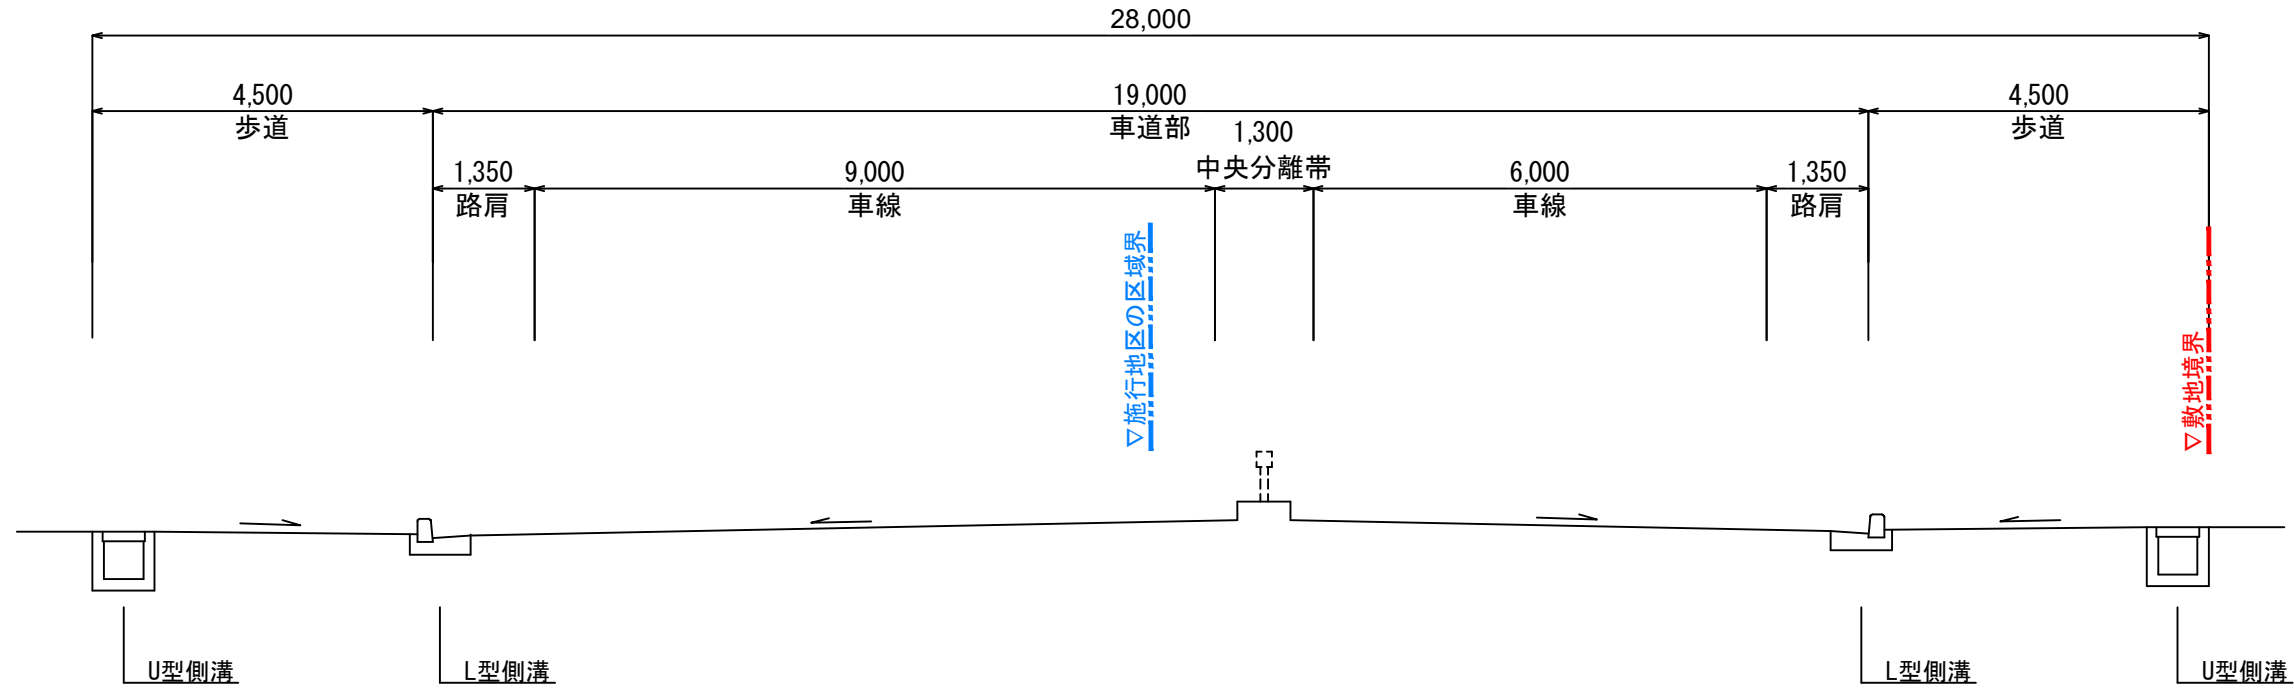 28,000
4,500
19,000
4,500
歩道
車道部
歩道
1,300
中央分離帯
1,350
9,000
6,000
1,350
路肩
車線
車線
路肩
▽施行地区の区域界
▽敷地境界
U型側溝
L型側溝
L型側溝
U型側溝